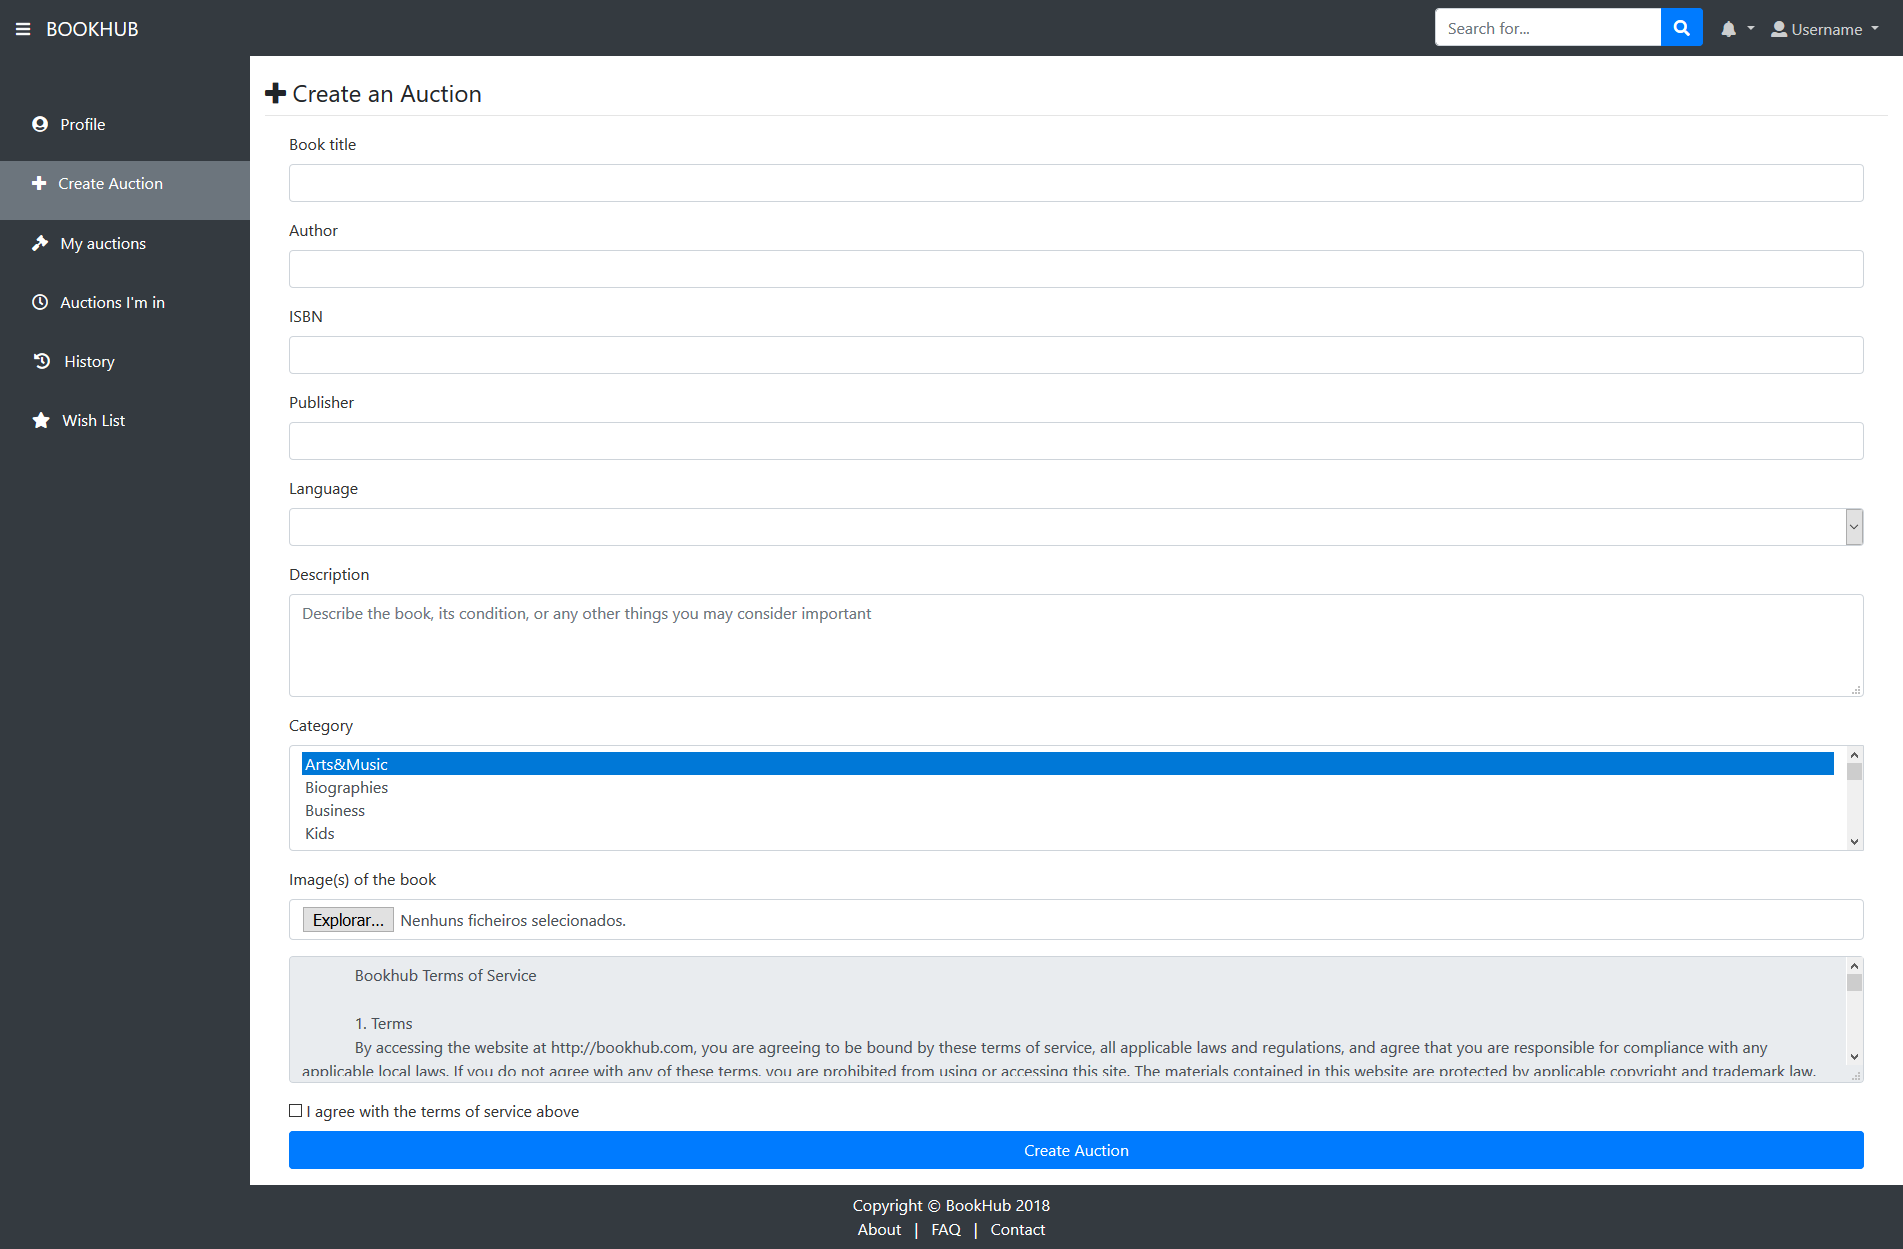 BOOKHUB
Search for...
Username
Profile
Create Auction
My auctions
Auctions I'm in
History
Wish List
Create an Auction
Book title
Author
ISBN
Publisher
Language
Description
Describe the book, its condition, or any other things you may consider important
Category
Arts&Music
Biographies
Business
Kids
Image(s) of the book
Explorar... Nenhuns ficheiros selecionados.
Bookhub Terms of Service
1. Terms
By accessing the website at http://bookhub.com, you are agreeing to be bound by these terms of service, all applicable laws and regulations, and agree that you are responsible for compliance with any
applicable local laws. If you do not agree with any of these terms, you are prohibited from using or accessing this site. The materials contained in this website are protected by applicable copyright and trademark law.
I agree with the terms of service above
Create Auction
Copyright © BookHub 2018
About | FAQ | Contact